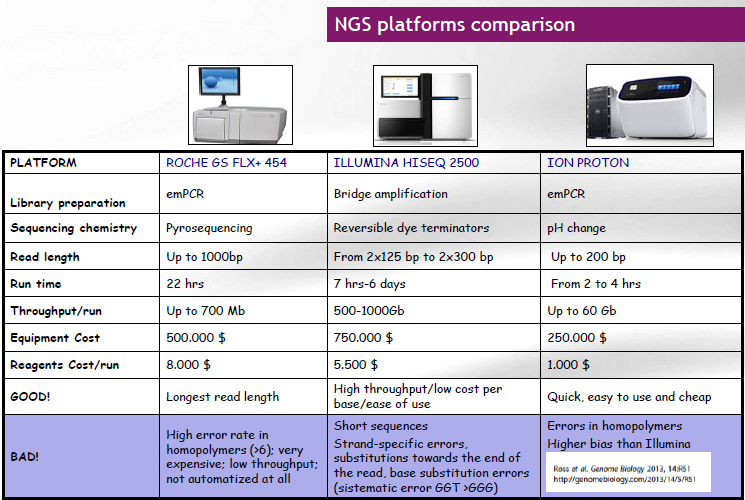 NGS platforms comparison
PLATFORM
ROCHE GS FLX+ 454
ILLUMINA HISEQ 2500
ION PROTON
Library preparation
emPCR
Bridge amplification
emPCR
Sequencing chemistry
Pyrosequencing
Reversible dye terminators
pH change
Read length
Up to 1000bp
From 2x125 bp to 2x300 bp
Up to 200 bp
Run time
22 hrs
7 hrs-6 days
From 2 to 4 hrs
Throughput/run
Up to 700 Mb
500-1000Gb
Up to 60 Gb
Equipment Cost
500.000 $
750.000 $
250.000 $
Reagents Cost/run
8.000 $
5.500 $
1.000 $
GOOD!
Longest read length
High throughput/low cost per
base/ease of use
Quick, easy to use and cheap
BAD!
High error rate in
homopolymers (>6); very
expensive; low throughput;
not automatized at all
Short sequences
Strand-specific errors,
substitutions towards the end of
the read, base substitution errors
(sistematic error GGT >GGG)
Errors in homopolymers
Higher bias than Illumina
Ross et al. Genome Biology 2013, 14:R51
http://genomebiology.com/2013/14/5/R51